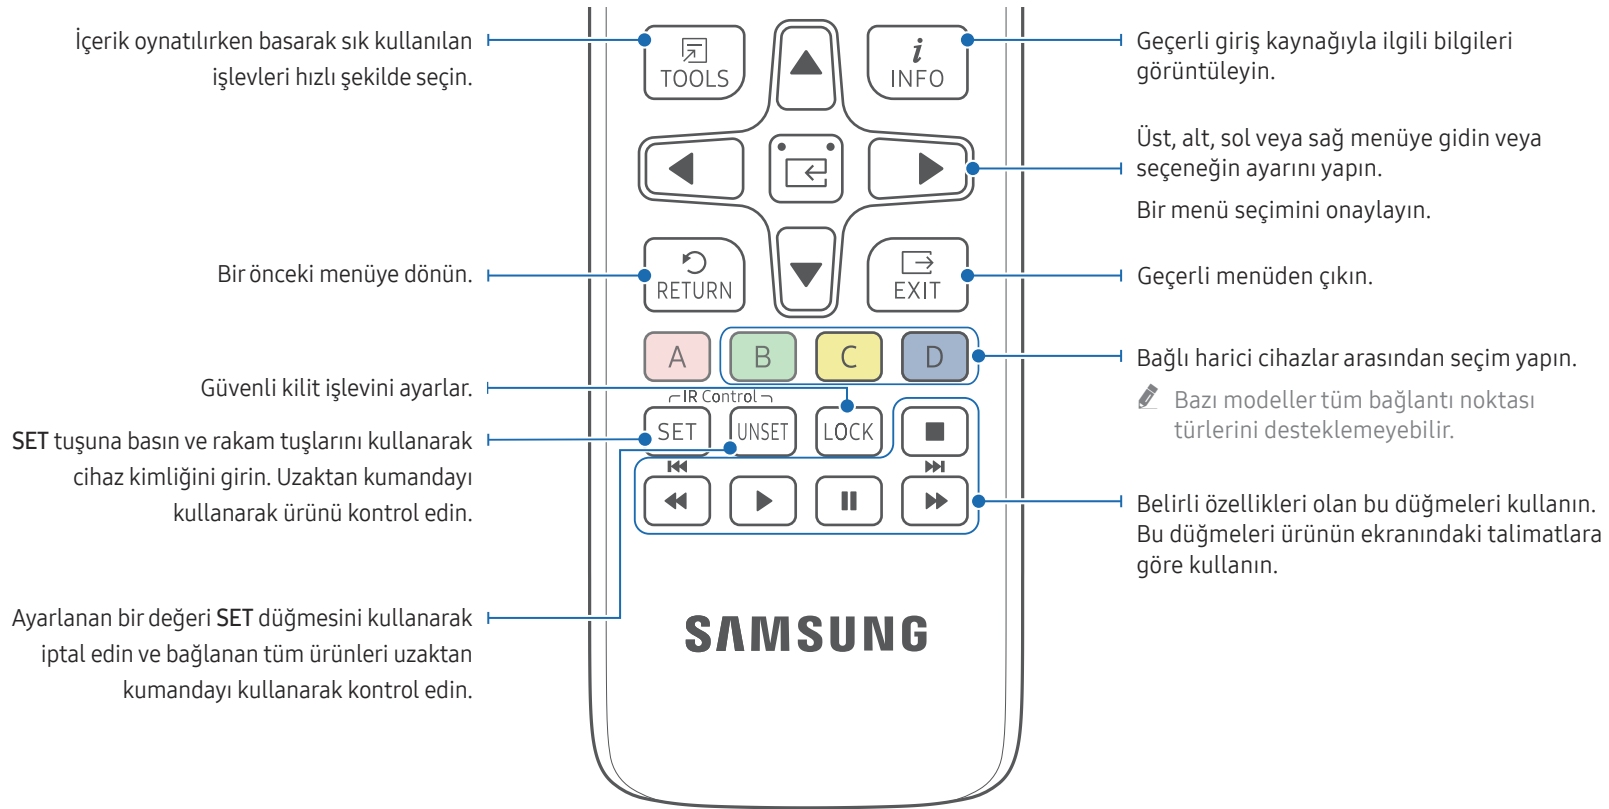 İçerik oynatılırken basarak sık kullanılan
işlevleri hızlı şekilde seçin.
TOOLS
i
INFO
Geçerli giriş kaynağıyla ilgili bilgileri
görüntüleyin.
Üst, alt, sol veya sağ menüye gidin veya
seçeneğin ayarını yapın.
Bir menü seçimini onaylayın.
Bir önceki menüye dönün.
RETURN
EXIT
Geçerli menüden çıkın.
A B C D
Bağlı harici cihazlar arasından seçim yapın.
Bazı modeller tüm bağlantı noktası
türlerini desteklemeyebilir.
Güvenli kilit işlevini ayarlar.
IR Control
SET UNSET LOCK
SET tuşuna basın ve rakam tuşlarını kullanarak
cihaz kimliğini girin. Uzaktan kumandayı
kullanarak ürünü kontrol edin.
Belirli özellikleri olan bu düğmeleri kullanın.
Bu düğmeleri ürünün ekranındaki talimatlara
göre kullanın.
Ayarlanan bir değeri SET düğmesini kullanarak
iptal edin ve bağlanan tüm ürünleri uzaktan
kumandayı kullanarak kontrol edin.
SAMSUNG